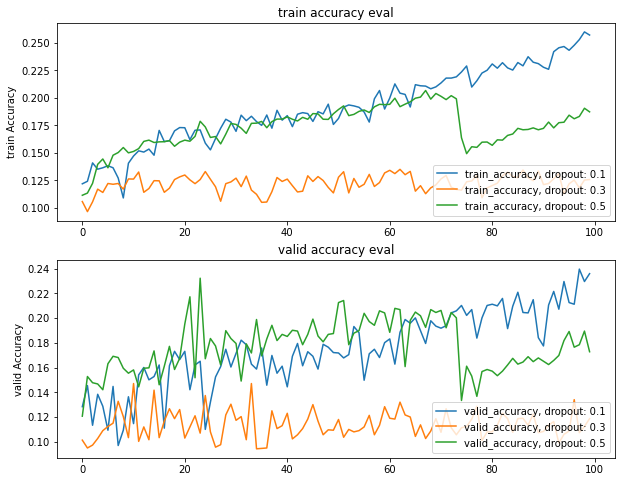 train accuracy eval
train Accuracy
0.250
0.225
0.200
0.175
0.150
0.125
0.100
train_accuracy, dropout: 0.1
train_accuracy, dropout: 0.3
train_accuracy, dropout: 0.5
0
20
40
60
80
100
valid accuracy eval
valid Accuracy
0.24
0.22
0.20
0.18
0.16
0.14
0.12
0.10
valid_accuracy, dropout: 0.1
valid_accuracy, dropout: 0.3
valid_accuracy, dropout: 0.5
0
20
40
60
80
100